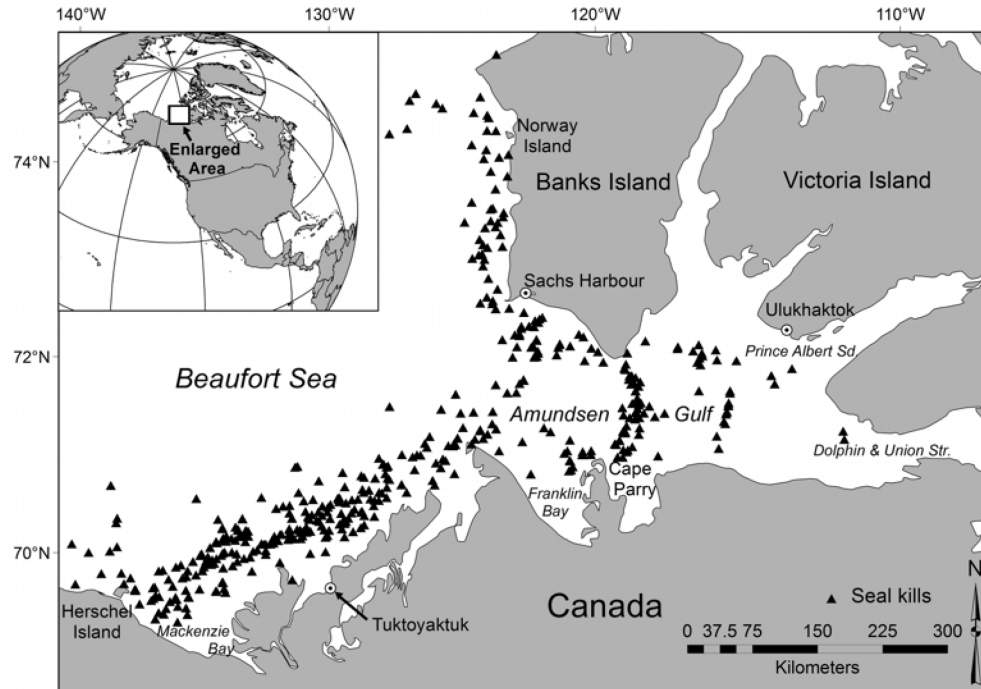 140°W 130°W 120°W 110°W
Enlarged
Area
Norway
Island
74°N
Banks Island
Victoria Island
Sachs Harbour
Ulukhaktok
Prince Albert Sd.
72°N
Beaufort Sea
Amundsen Gulf
Dolphin & Union Str.
Cape
Parry
Franklin
Bay
70°N
N
Canada
Seal kills
Herschel
Island
Mackenzie
Bay
Tuktoyaktuk
0 37.5 75 150 225 300
Kilometers